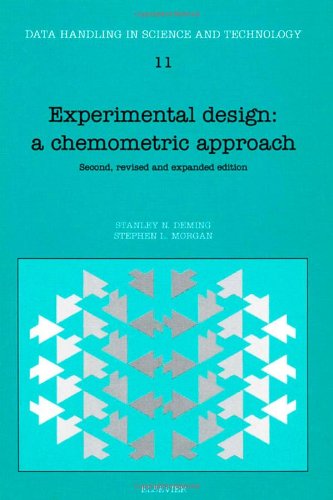 DATA HANDLING IN SCIENCE AND TECHNOLOGY
11
Experimental design:
a chemometric approach
Second, revised and expanded edition
STANLEY N. DEMING
STEPHEN L. MORGAN
ELSEVIER